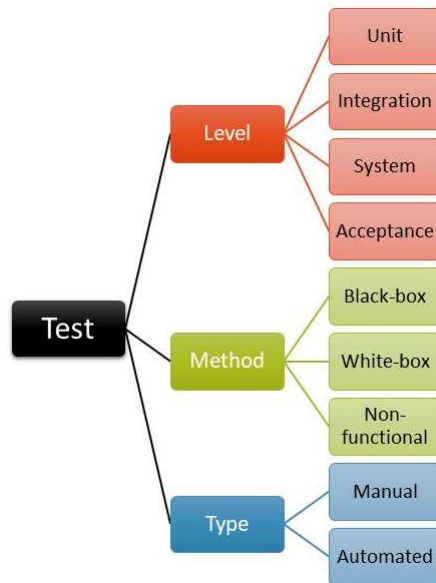 Test
Level
Unit
Integration
System
Acceptance
Method
Black-box
White-box
Non-
functional
Type
Manual
Automated